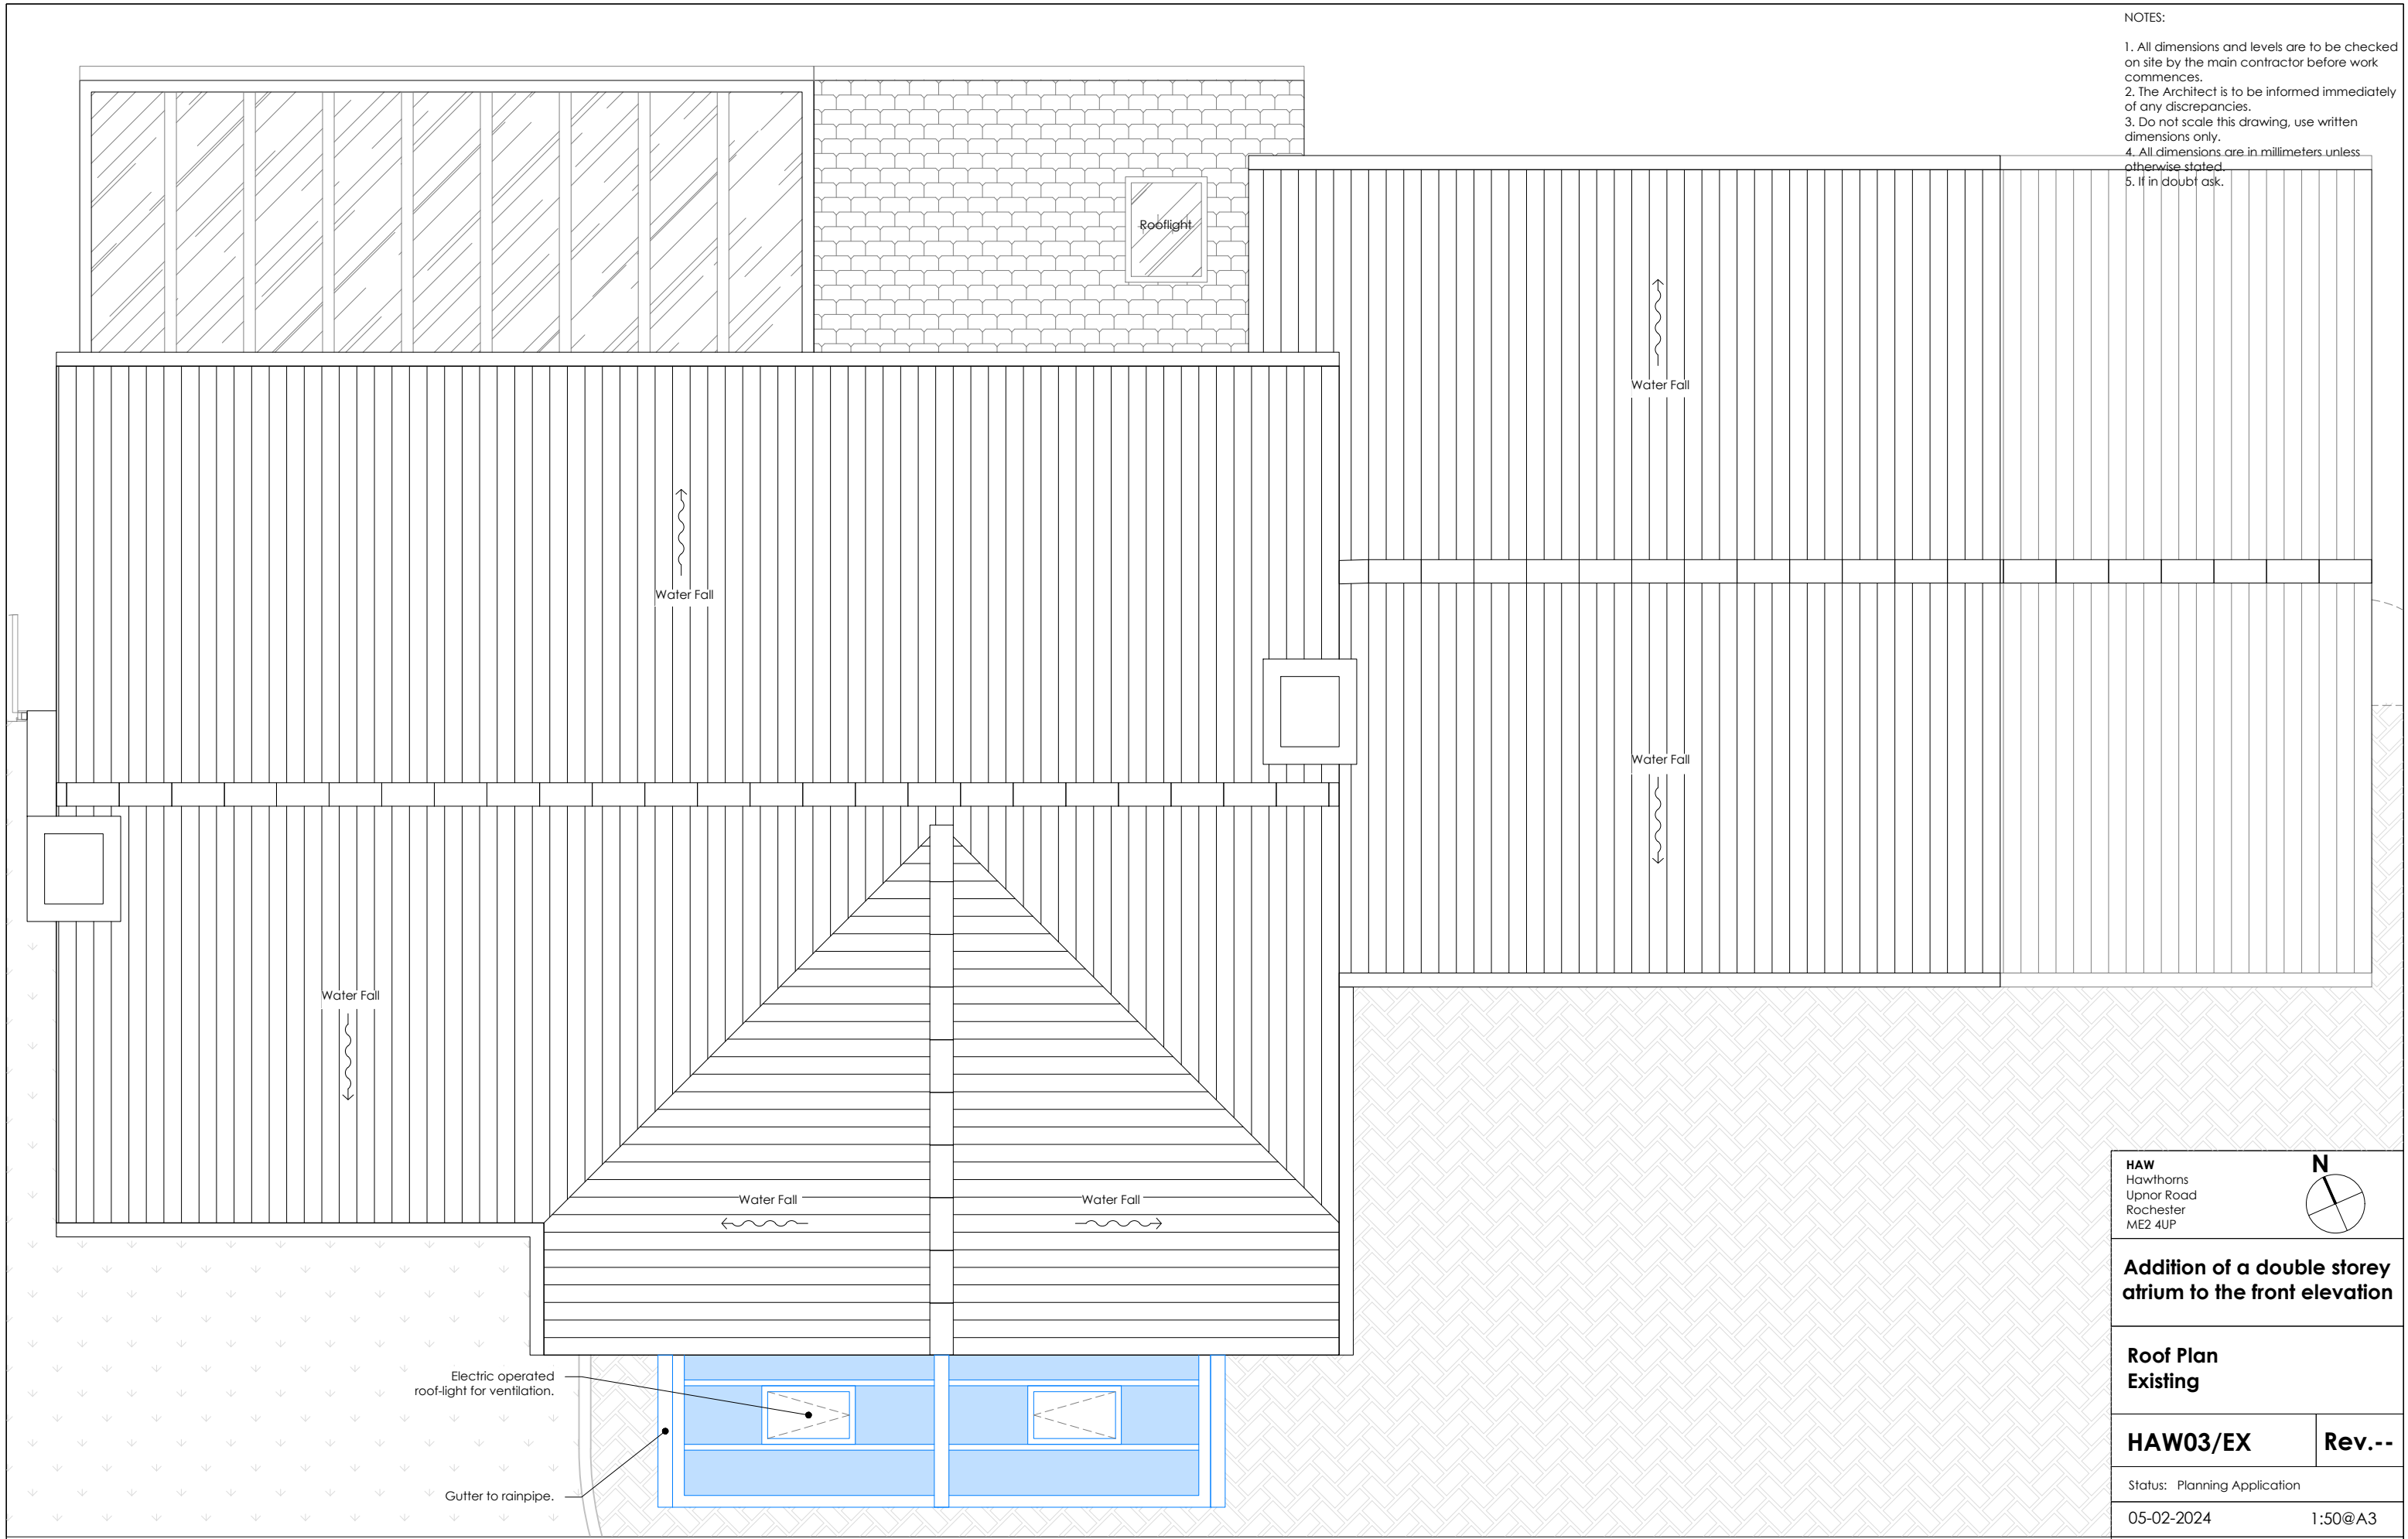 NOTES:
1. All dimensions and levels are to be checked
on site by the main contractor before work
commences.
2. The Architect is to be informed immediately
of any discrepancies.
3. Do not scale this drawing, use written
dimensions only.
4. All dimensions are in millimeters unless
otherwise stated.
5. If in doubt ask.
Rooflight
Water Fall
Water Fall
Water Fall
Water Fall
Water Fall
Water Fall
Electric operated
roof-light for ventilation.
Gutter to rainpipe.
HAW
Hawthorns
Upnor Road
Rochester
ME2 4UP
N
Addition of a double storey
atrium to the front elevation
Roof Plan
Existing
HAW03/EX
Rev.--
Status: Planning Application
05-02-2024
1:50@A3